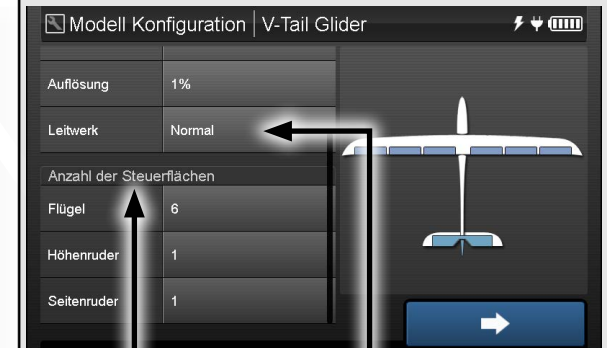 Modell Konfiguration | V-Tail Glider
Auflösung 1%
Leitwerk Normal
Anzahl der Steuerflächen
Flügel 6
Höhenruder 1
Seitenruder 1